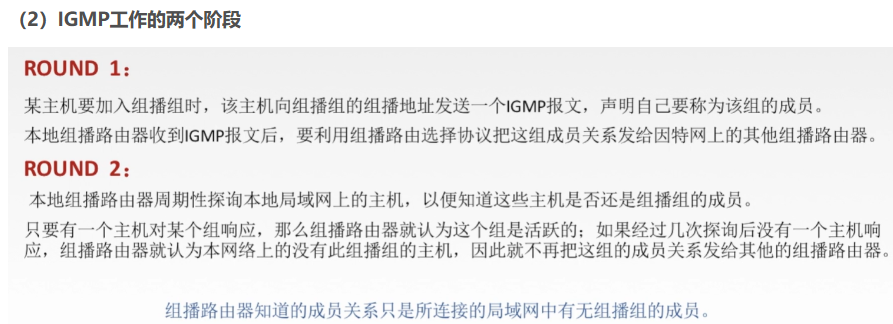 （2）IGMP工作的两个阶段
ROUND 1：
某主机要加入组播组时，该主机向组播组的组播地址发送一个IGMP报文，声明自己要称为该组的成员。
本地组播路由器收到IGMP报文后，要利用组播路由选择协议把这组成员关系发给因特网上的其他组播路由器。
ROUND 2：
本地组播路由器周期性探询本地局域网上的主机，以便知道这些主机是否还是组播组的成员。
只要有一个主机对某个组响应，那么组播路由器就认为这个组是活跃的；如果经过几次探询后没有一个主机响
应，组播路由器就认为本网络上的没有此组播组的主机，因此就不再把这组的成员关系发给其他的组播路由器。
组播路由器知道的成员关系只是所连接的局域网中有无组播组的成员。